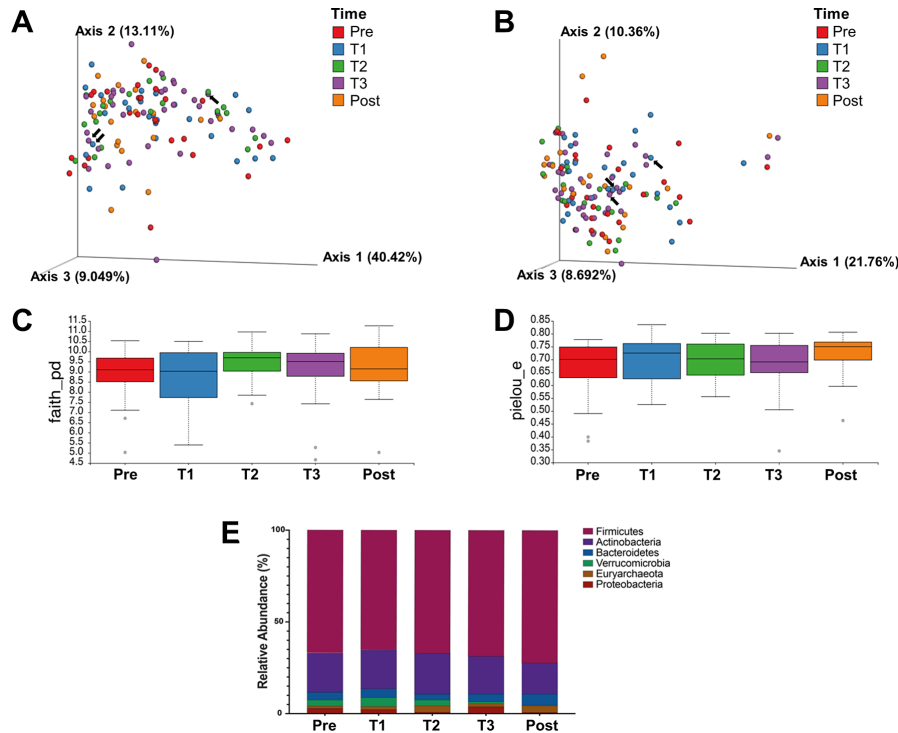 A
Axis 2 (13.11%)
Time
Pre
T1
T2
T3
Post
Axis 3 (9.049%)
Axis 1 (40.42%)
B
Axis 2 (10.36%)
Time
Pre
T1
T2
T3
Post
Axis 3 (8.692%)
Axis 1 (21.76%)
C
faith_pd
11.5
11.0
10.5
10.0
9.5
9.0
8.5
8.0
7.5
7.0
6.5
6.0
5.5
5.0
4.5
Pre T1 T2 T3 Post
D
pielou_e
0.85
0.80
0.75
0.70
0.65
0.60
0.55
0.50
0.45
0.40
0.35
0.30
Pre T1 T2 T3 Post
E
Relative Abundance (%)
100
50
0
Pre T1 T2 T3 Post
Firmicutes
Actinobacteria
Bacteroidetes
Verrucomicrobia
Euryarchaeota
Proteobacteria